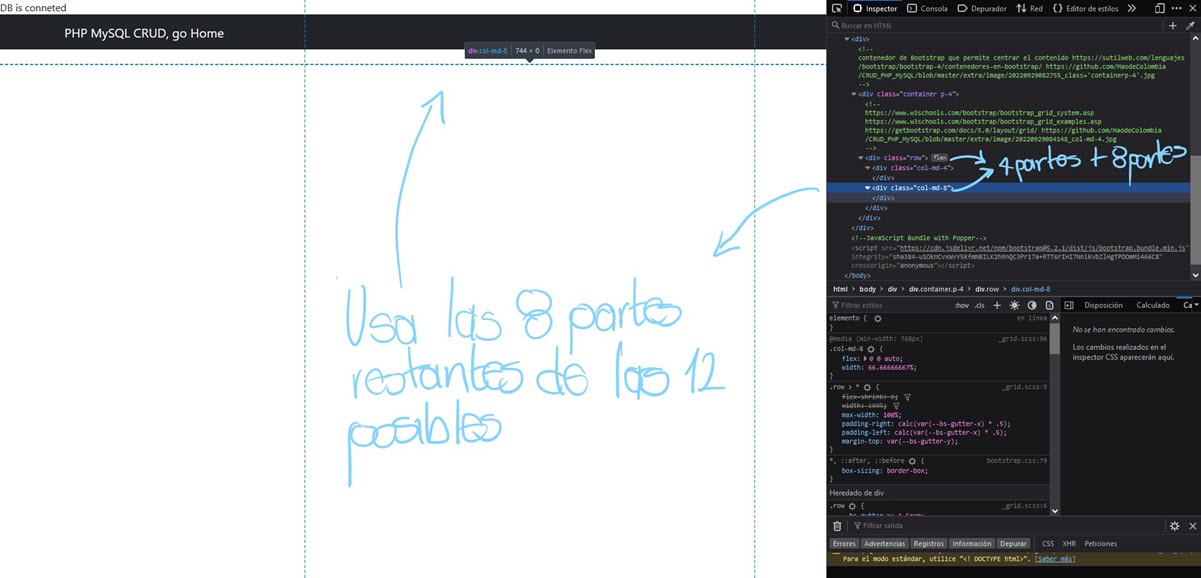 DB is conneted
PHP MySQL CRUD, go Home
div.col-md-8 744 × 0 Elemento Flex
Usa las 8 partes
restantes de las 12
posibles
Inspector Consola Depurador Red {} Editor de estilos
Buscar en HTML
<div>
<!--
contenedor de Bootstrap que permite centrar el contenido https://sutilweb.com/lenguajes
/bootstrap/bootstrap-4/contenedores-en-bootstrap/ https://github.com/MaodeColombia
/CRUD_PHP_MySQL/blob/master/extra/image/20220929082755_class='containerp-4'.jpg
-->
<div class="container p-4">
<!--
https://www.w3schools.com/bootstrap/bootstrap_grid_system.asp
https://www.w3schools.com/bootstrap/bootstrap_grid_examples.asp
https://getbootstrap.com/docs/5.0/layout/grid/ https://github.com/MaodeColombia
/CRUD_PHP_MySQL/blob/master/extra/image/20220929084148_col-md-4.jpg
-->
<div class="row"> flex
4 partes + 8 partes
<div class="col-md-4">
</div>
<div class="col-md-8">
</div>
</div>
</div>
</div>
<!--JavaScript Bundle with Popper-->
<script src="https://cdn.jsdelivr.net/npm/bootstrap@5.2.1/dist/js/bootstrap.bundle.min.js"
crossorigin="anonymous"></script>
</body>
html body div div.container.p-4 div.row div.col-md-8
Filtrar estilos :hov .cls + Disposición Calculado Ca
elemento { en línea
}
@media (min-width: 768px) _grid.scss:96
.col-md-8 {
flex: 0 0 auto;
width: 66.66666667%;
}
.row > * { _grid.scss:9
flex-shrink: 0;
width: 100%;
max-width: 100%;
padding-right: calc(var(--bs-gutter-x) * .5);
padding-left: calc(var(--bs-gutter-x) * .5);
margin-top: var(--bs-gutter-y);
}
*, ::after, ::before { bootstrap.css:79
box-sizing: border-box;
}
Heredado de div
.row { _grid.scss:6
No se han encontrado cambios.
Los cambios realizados en el
inspector CSS aparecerán aquí.
Filtrar salida
Errores Advertencias Registros Información Depurar CSS XHR Peticiones
Para el modo estándar, utilice "<! DOCTYPE html>". [Saber más]